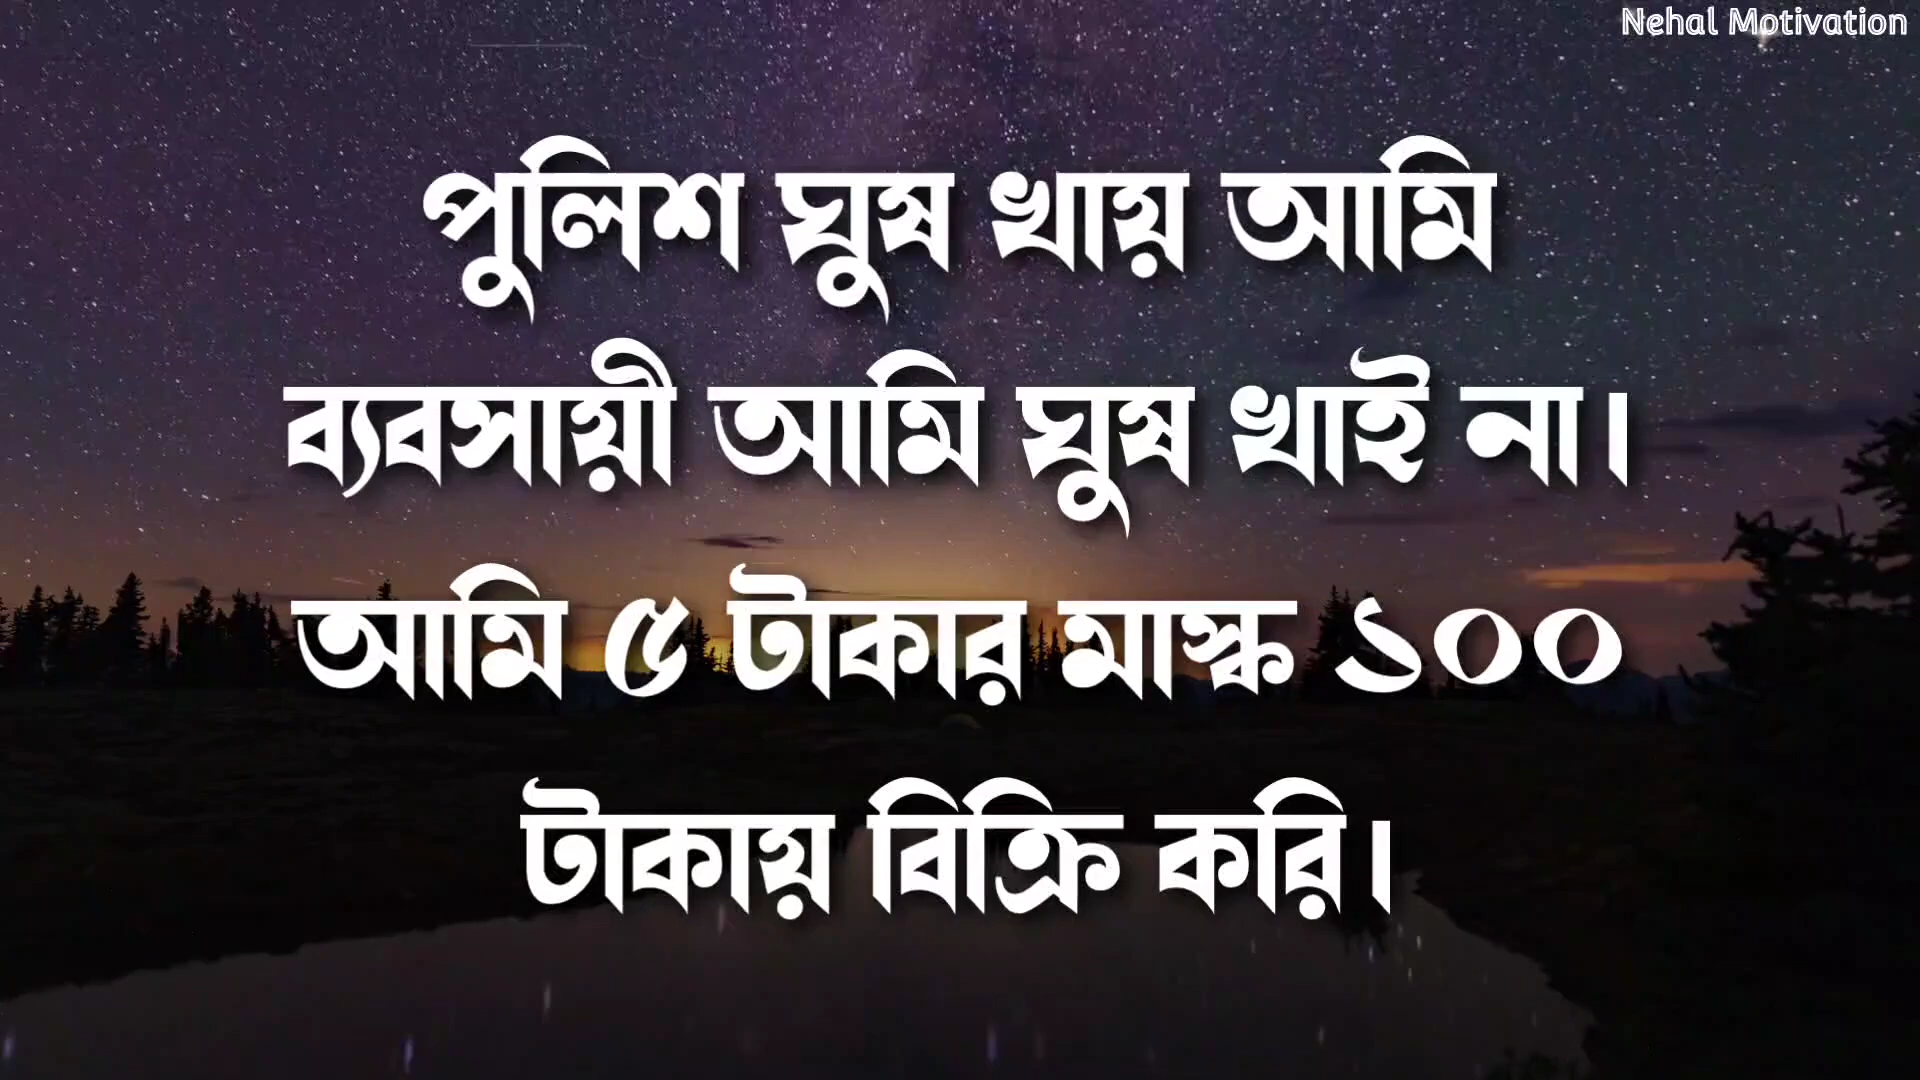 Nehal Motivation
পুলিশ ঘুষ খায় আমি
ব্যবসায়ী আমি ঘুষ খাই না।
আমি ৫ টাকার মাস্ক ১০০
টাকায় বিক্রি করি।